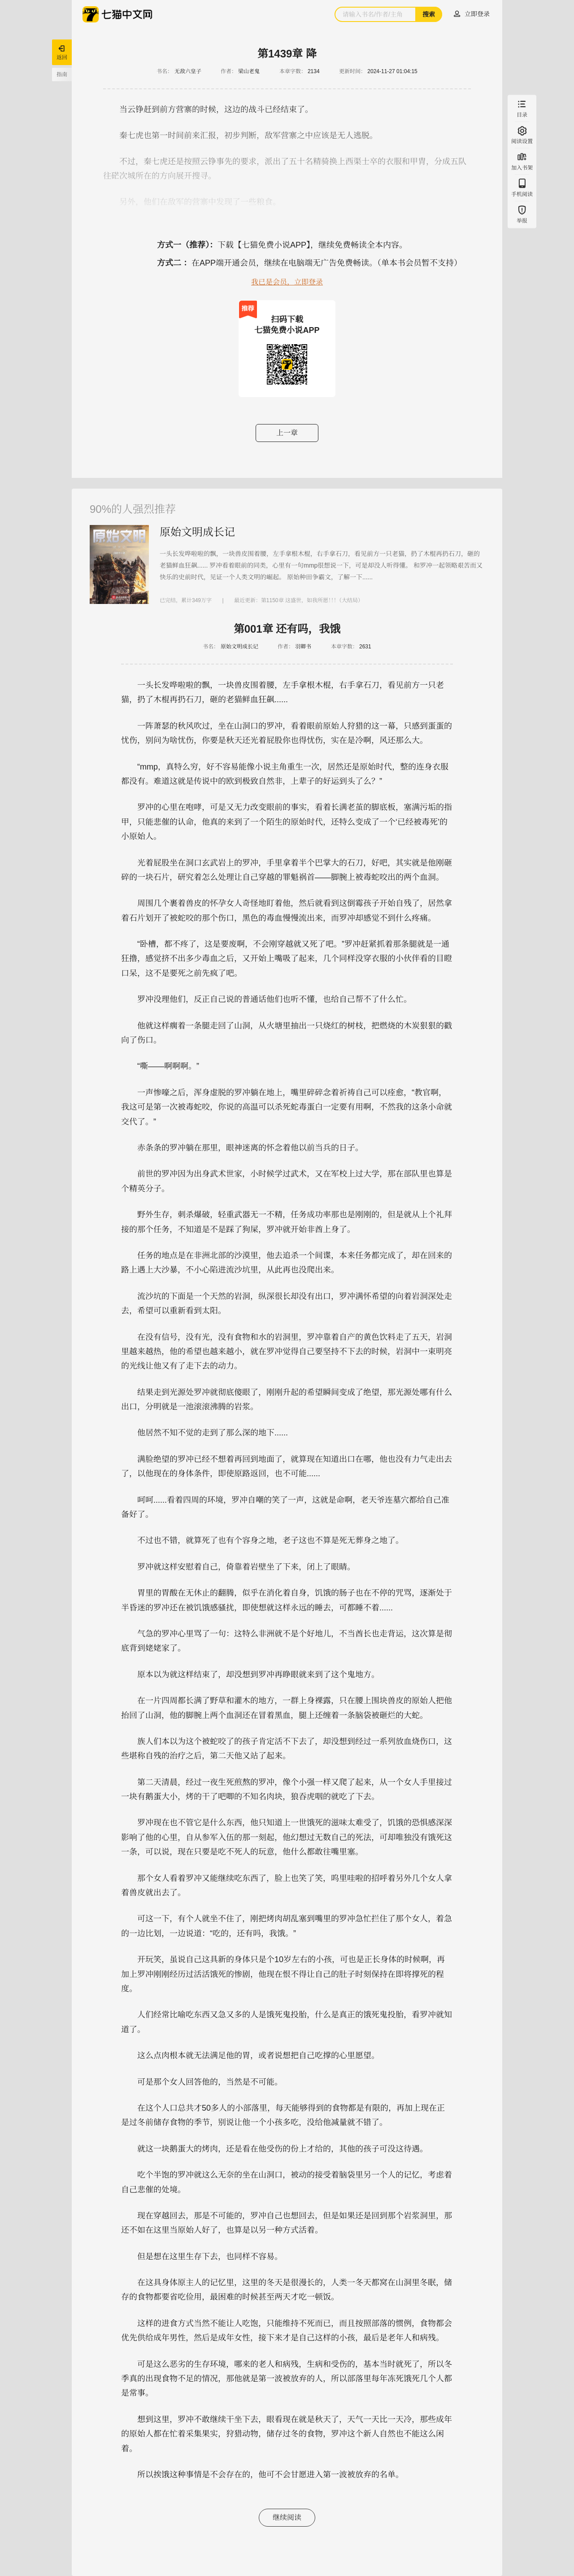 七猫中文网
请输入书名/作者/主角
搜索
立即登录
返回
指南
目录
阅读设置
加入书架
手机阅读
举报
第1439章 降
书名： 无敌六皇子 作者： 梁山老鬼 本章字数： 2134 更新时间： 2024-11-27 01:04:15
当云铮赶到前方营寨的时候，这边的战斗已经结束了。
秦七虎也第一时间前来汇报，初步判断，敌军营寨之中应该是无人逃脱。
不过，秦七虎还是按照云铮事先的要求，派出了五十名精骑换上西渠士卒的衣服和甲胄，分成五队
往鋩次城所在的方向展开搜寻。
另外，他们在敌军的营寨中发现了一些粮食。
方式一（推荐）：下载【七猫免费小说APP】，继续免费畅读全本内容。
方式二 ：在APP端开通会员，继续在电脑端无广告免费畅读。（单本书会员暂不支持）
我已是会员，立即登录
推荐
扫码下载
七猫免费小说APP
上一章
90%的人强烈推荐
原始文明
原始文明成长记
一头长发哗啦啦的飘，一块兽皮围着腰，左手拿根木棍，右手拿石刀，看见前方一只老猫，扔了木棍再扔石刀，砸的
老猫鲜血狂飙...... 罗冲看着眼前的同类，心里有一句mmp很想说一下，可是却没人听得懂。 和罗冲一起领略艰苦而又
快乐的史前时代，见证一个人类文明的崛起， 原始种田争霸文，了解一下......
已完结，累计349万字 | 最近更新：第1150章 这盛世，如我所愿！！！（大结局）
第001章 还有吗，我饿
书名： 原始文明成长记 作者： 羽卿书 本章字数： 2631
一头长发哗啦啦的飘，一块兽皮围着腰，左手拿根木棍，右手拿石刀，看见前方一只老
猫，扔了木棍再扔石刀，砸的老猫鲜血狂飙......
一阵萧瑟的秋风吹过，坐在山洞口的罗冲，看着眼前原始人狩猎的这一幕，只感到蛋蛋的
忧伤，别问为啥忧伤，你要是秋天还光着屁股你也得忧伤，实在是冷啊，风还那么大。
“mmp，真特么穷，好不容易能像小说主角重生一次，居然还是原始时代，整的连身衣服
都没有。难道这就是传说中的欧到极致自然非，上辈子的好运到头了么？”
罗冲的心里在咆哮，可是又无力改变眼前的事实，看着长满老茧的脚底板，塞满污垢的指
甲，只能悲催的认命，他真的来到了一个陌生的原始时代，还特么变成了一个‘已经被毒死’的
小原始人。
光着屁股坐在洞口玄武岩上的罗冲，手里拿着半个巴掌大的石刀，好吧，其实就是他刚砸
碎的一块石片，研究着怎么处理让自己穿越的罪魁祸首——脚腕上被毒蛇咬出的两个血洞。
周围几个裹着兽皮的怀孕女人奇怪地盯着他，然后就看到这倒霉孩子开始自残了，居然拿
着石片划开了被蛇咬的那个伤口，黑色的毒血慢慢流出来，而罗冲却感觉不到什么疼痛。
“卧槽，都不疼了，这是要废啊，不会刚穿越就又死了吧。”罗冲赶紧抓着那条腿就是一通
狂撸，感觉挤不出多少毒血之后，又开始上嘴吸了起来，几个同样没穿衣服的小伙伴看的目瞪
口呆，这不是要死之前先疯了吧。
罗冲没理他们，反正自己说的普通话他们也听不懂，也给自己帮不了什么忙。
他就这样瘸着一条腿走回了山洞，从火塘里抽出一只烧红的树枝，把燃烧的木炭狠狠的戳
向了伤口。
“嘶——啊啊啊。”
一声惨嚎之后，浑身虚脱的罗冲躺在地上，嘴里碎碎念着祈祷自己可以痊愈，“教官啊，
我这可是第一次被毒蛇咬，你说的高温可以杀死蛇毒蛋白一定要有用啊，不然我的这条小命就
交代了。”
赤条条的罗冲躺在那里，眼神迷离的怀念着他以前当兵的日子。
前世的罗冲因为出身武术世家，小时候学过武术，又在军校上过大学，那在部队里也算是
个精英分子。
野外生存，刺杀爆破，轻重武器无一不精，任务成功率那也是刚刚的，但是就从上个礼拜
接的那个任务，不知道是不是踩了狗屎，罗冲就开始非酋上身了。
任务的地点是在非洲北部的沙漠里，他去追杀一个间谍，本来任务都完成了，却在回来的
路上遇上大沙暴，不小心陷进流沙坑里，从此再也没爬出来。
流沙坑的下面是一个天然的岩洞，纵深很长却没有出口，罗冲满怀希望的向着岩洞深处走
去，希望可以重新看到太阳。
在没有信号，没有光，没有食物和水的岩洞里，罗冲靠着自产的黄色饮料走了五天，岩洞
里越来越热，他的希望也越来越小，就在罗冲觉得自己要坚持不下去的时候，岩洞中一束明亮
的光线让他又有了走下去的动力。
结果走到光源处罗冲就彻底傻眼了，刚刚升起的希望瞬间变成了绝望，那光源处哪有什么
出口，分明就是一池滚滚沸腾的岩浆。
他居然不知不觉的走到了那么深的地下......
满脸绝望的罗冲已经不想着再回到地面了，就算现在知道出口在哪，他也没有力气走出去
了，以他现在的身体条件，即使原路返回，也不可能......
呵呵......看着四周的环境，罗冲自嘲的笑了一声，这就是命啊，老天爷连墓穴都给自己准
备好了。
不过也不错，就算死了也有个容身之地，老子这也不算是死无葬身之地了。
罗冲就这样安慰着自己，倚靠着岩壁坐了下来，闭上了眼睛。
胃里的胃酸在无休止的翻腾，似乎在消化着自身，饥饿的肠子也在不停的咒骂，逐渐处于
半昏迷的罗冲还在被饥饿感骚扰，即使想就这样永远的睡去，可都睡不着......
气急的罗冲心里骂了一句：这特么非洲就不是个好地儿，不当酋长也走背运，这次算是彻
底背到姥姥家了。
原本以为就这样结束了，却没想到罗冲再睁眼就来到了这个鬼地方。
在一片四周都长满了野草和灌木的地方，一群上身裸露，只在腰上围块兽皮的原始人把他
抬回了山洞，他的脚腕上两个血洞还在冒着黑血，腿上还缠着一条脑袋被砸烂的大蛇。
族人们本以为这个被蛇咬了的孩子肯定活不下去了，却没想到经过一系列放血烧伤口，这
些堪称自残的治疗之后，第二天他又站了起来。
第二天清晨，经过一夜生死煎熬的罗冲，像个小强一样又爬了起来，从一个女人手里接过
一块有鹅蛋大小，烤的干了吧唧的不知名肉块，狼吞虎咽的就吃了下去。
罗冲现在也不管它是什么东西，他只知道上一世饿死的滋味太难受了，饥饿的恐惧感深深
影响了他的心里，自从参军入伍的那一刻起，他幻想过无数自己的死法，可却唯独没有饿死这
一条，可以说，现在只要是吃不死人的玩意，他什么都敢往嘴里塞。
那个女人看着罗冲又能继续吃东西了，脸上也笑了笑，呜里哇啦的招呼着另外几个女人拿
着兽皮就出去了。
可这一下，有个人就坐不住了，刚把烤肉胡乱塞到嘴里的罗冲急忙拦住了那个女人，着急
的一边比划，一边说道：“吃的，还有吗，我饿。”
开玩笑，虽说自己这具新的身体只是个10岁左右的小孩，可也是正长身体的时候啊，再
加上罗冲刚刚经历过活活饿死的惨剧，他现在恨不得让自己的肚子时刻保持在即将撑死的程
度。
人们经常比喻吃东西又急又多的人是饿死鬼投胎，什么是真正的饿死鬼投胎，看罗冲就知
道了。
这么点肉根本就无法满足他的胃，或者说想把自己吃撑的心里愿望。
可是那个女人回答他的，当然是不可能。
在这个人口总共才50多人的小部落里，每天能够得到的食物都是有限的，再加上现在正
是过冬前储存食物的季节，别说让他一个小孩多吃，没给他减量就不错了。
就这一块鹅蛋大的烤肉，还是看在他受伤的份上才给的，其他的孩子可没这待遇。
吃个半饱的罗冲就这么无奈的坐在山洞口，被动的接受着脑袋里另一个人的记忆，考虑着
自己悲催的处境。
现在穿越回去，那是不可能的，罗冲自己也想回去，但是如果还是回到那个岩浆洞里，那
还不如在这里当原始人好了，也算是以另一种方式活着。
但是想在这里生存下去，也同样不容易。
在这具身体原主人的记忆里，这里的冬天是很漫长的，人类一冬天都窝在山洞里冬眠，储
存的食物都要省吃俭用，最困难的时候甚至两天才吃一顿饭。
这样的进食方式当然不能让人吃饱，只能维持不死而已，而且按照部落的惯例，食物都会
优先供给成年男性，然后是成年女性，接下来才是自己这样的小孩，最后是老年人和病残。
可是这么恶劣的生存环境，哪来的老人和病残，生病和受伤的，基本当时就死了，所以冬
季真的出现食物不足的情况，那他就是第一波被放弃的人，所以部落里每年冻死饿死几个人都
是常事。
想到这里，罗冲不敢继续干坐下去，眼看现在就是秋天了，天气一天比一天冷，那些成年
的原始人都在忙着采集果实，狩猎动物，储存过冬的食物，罗冲这个新人自然也不能这么闲
着。
所以挨饿这种事情是不会存在的，他可不会甘愿进入第一波被放弃的名单。
继续阅读